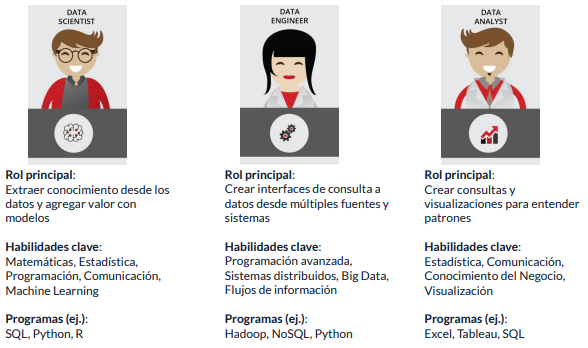 DATA
SCIENTIST
Rol principal:
Extraer conocimiento desde los
datos y agregar valor con
modelos
Habilidades clave:
Matemáticas, Estadística,
Programación, Comunicación,
Machine Learning
Programas (ej.):
SQL, Python, R
DATA
ENGINEER
Rol principal:
Crear interfaces de consulta a
datos desde múltiples fuentes y
sistemas
Habilidades clave:
Programación avanzada,
Sistemas distribuidos, Big Data,
Flujos de información
Programas (ej.):
Hadoop, NoSQL, Python
DATA
ANALYST
Rol principal:
Crear consultas y
visualizaciones para entender
patrones
Habilidades clave:
Estadística, Comunicación,
Conocimiento del Negocio,
Visualización
Programas (ej.):
Excel, Tableau, SQL